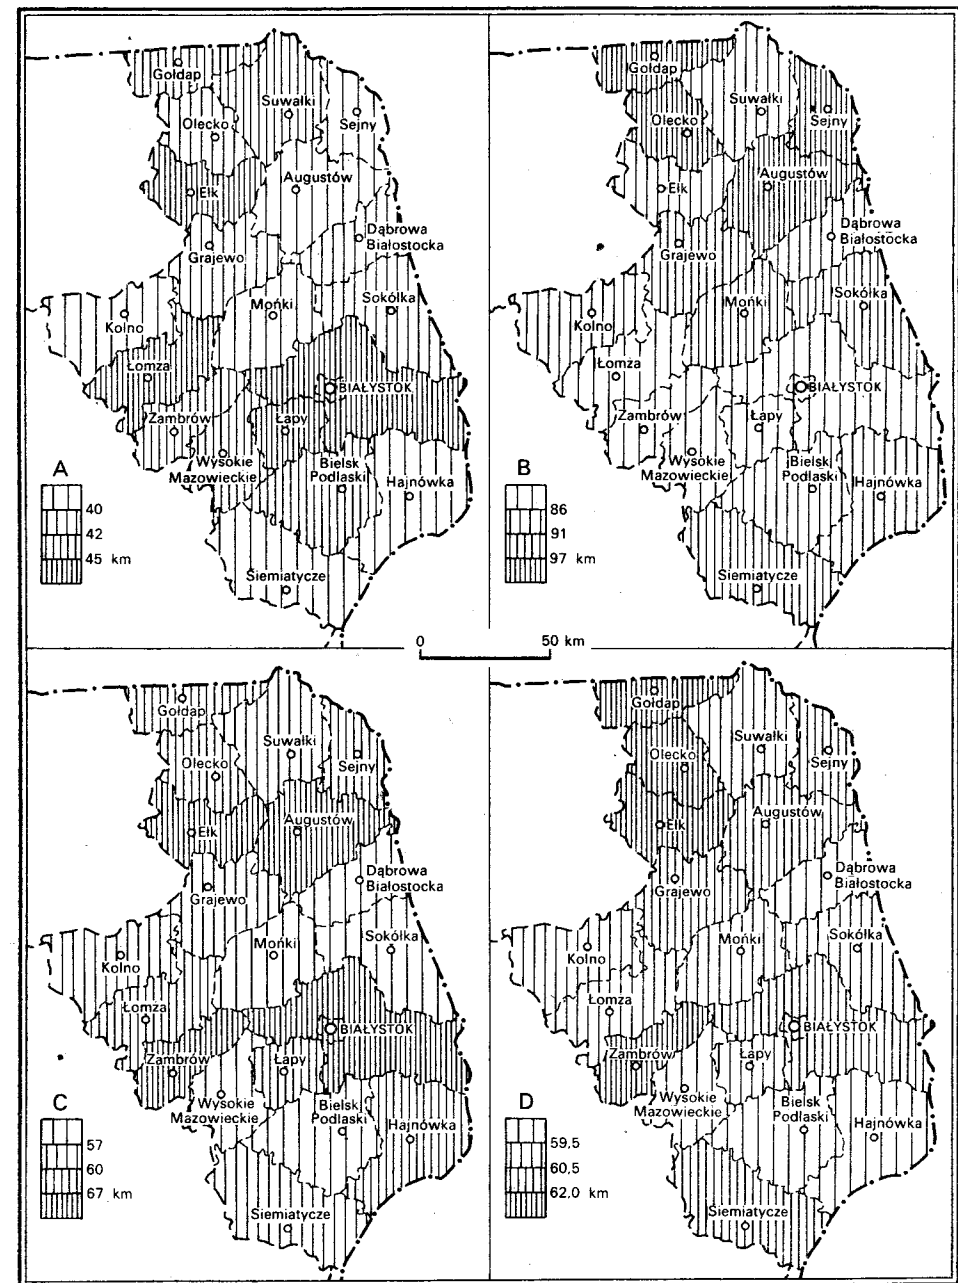 Gołdap
Suwałki
Olecko
Sejny
Ełk
Augustów
Grajewo
Dąbrowa
Białostocka
Kolno
Mońki
Sokółka
Łomża
BIAŁYSTOK
Zambrów
Łapy
Wysokie
Mazowieckie
Bielsk
Podlaski
Hajnówka
Siemiatycze
A
40
42
45 km
Gołdap
Suwałki
Olecko
Sejny
Ełk
Augustów
Grajewo
Dąbrowa
Białostocka
Kolno
Mońki
Sokółka
Łomża
BIAŁYSTOK
Zambrów
Łapy
Wysokie
Mazowieckie
Bielsk
Podlaski
Hajnówka
Siemiatycze
B
86
91
97 km
0 50 km
Gołdap
Suwałki
Olecko
Sejny
Ełk
Augustów
Grajewo
Dąbrowa
Białostocka
Kolno
Mońki
Sokółka
Łomża
BIAŁYSTOK
Zambrów
Łapy
Wysokie
Mazowieckie
Bielsk
Podlaski
Hajnówka
Siemiatycze
C
57
60
67 km
Gołdap
Suwałki
Olecko
Sejny
Ełk
Augustów
Grajewo
Dąbrowa
Białostocka
Kolno
Mońki
Sokółka
Łomża
BIAŁYSTOK
Zambrów
Łapy
Wysokie
Mazowieckie
Bielsk
Podlaski
Hajnówka
Siemiatycze
D
59,5
60,5
62,0 km